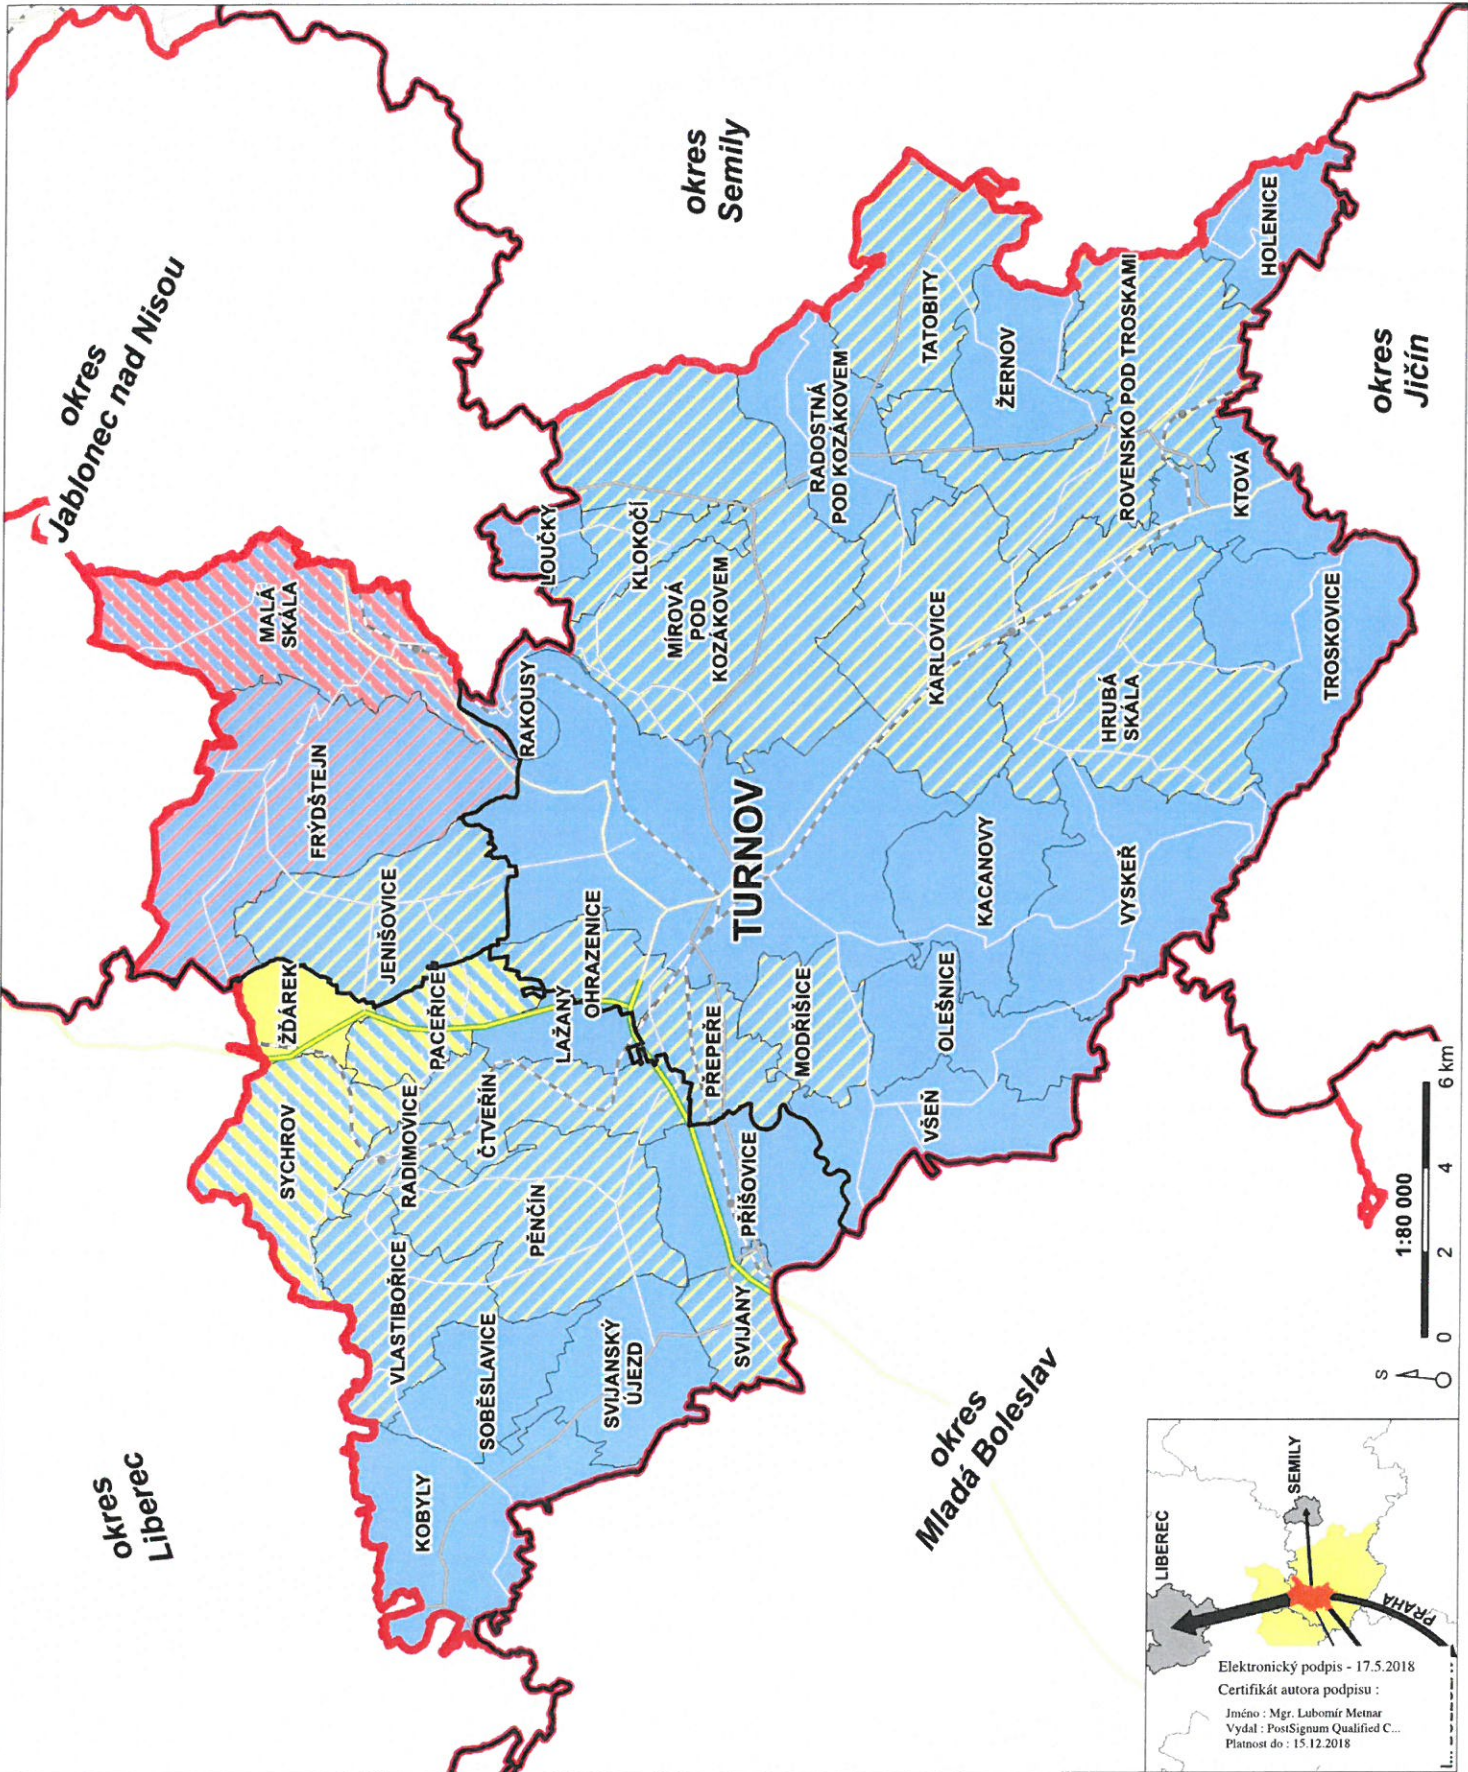 okres
Liberec
okres
Jablonec nad Nisou
okres
Semily
okres
Mladá Boleslav
okres
Jičín
KOBYLY
VLASTIBOŘICE
SOBĚSLAVICE
SVIJANSKÝ
ÚJEZD
SVIJANY
PĚNČÍN
SYCHROV
RADIMOVICE
ČTVEŘÍN
PŘÍŠOVICE
ŽĎÁREK
PACEŘICE
LAŽANY
OHRAZENICE
PŘEPEŘE
MODŘIŠICE
VŠEŇ
OLEŠNICE
JENIŠOVICE
FRÝDŠTEJN
MALÁ
SKÁLA
RAKOUSY
TURNOV
KACANOVY
VYSKEŘ
LOUČKY
KLOKOČÍ
MÍROVÁ
POD
KOZÁKOVEM
KARLOVICE
HRUBÁ
SKÁLA
TROSKOVICE
RADOSTNÁ
POD KOZÁKOVEM
TATOBITY
ŽERNOV
ROVENSKO POD TROSKAMI
KTOVÁ
HOLENICE
S
1:80 000
0 2 4 6 km
LIBEREC
SEMILY
PRAHA
Elektronický podpis - 17.5.2018
Certifikát autora podpisu :
Jméno : Mgr. Lubomír Metnar
Vydal : PostSignum Qualified C...
Platnost do : 15.12.2018